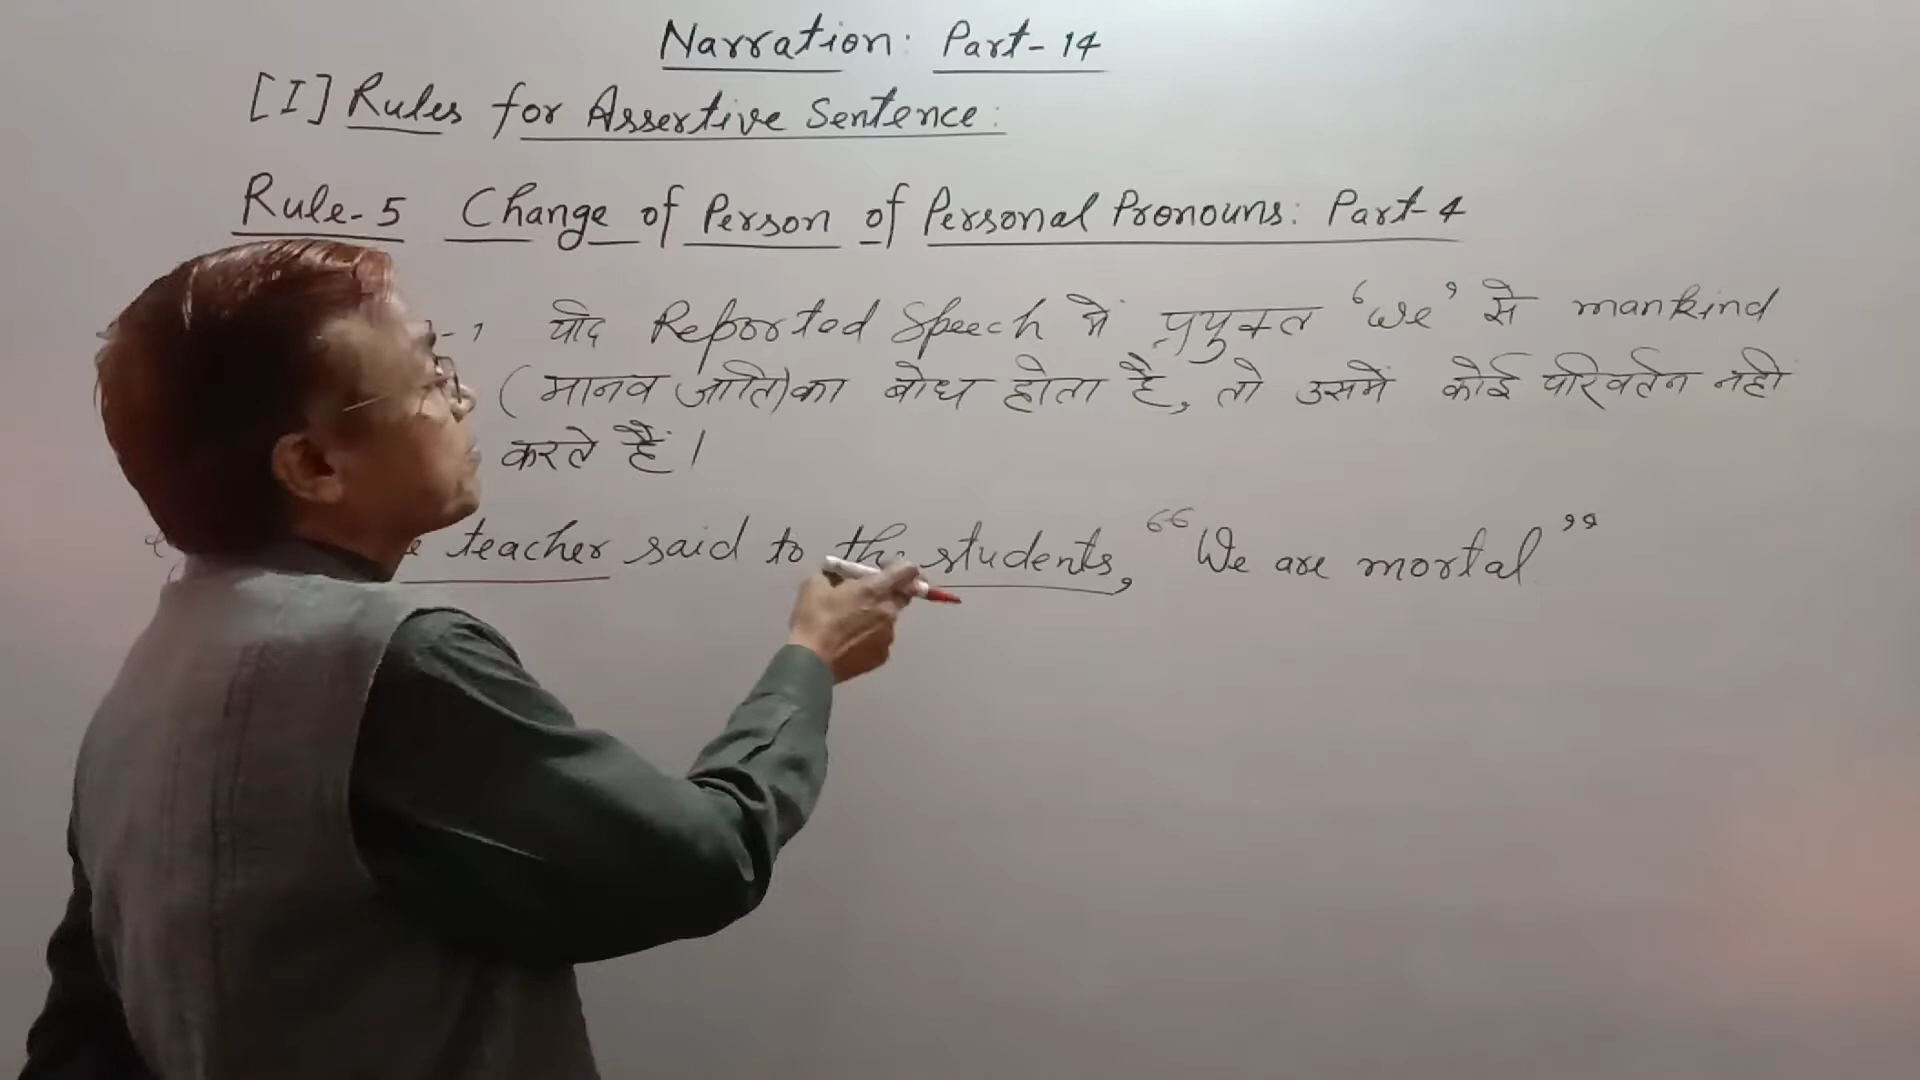 Narration: Part-14
[I] Rules for Assertive Sentence:
Rule-5 Change of Person of Personal Pronouns: Part-4
यदि Reported Speech में प्रयुक्त ‘We’ से mankind
(मानव जाति) का बोध होता है, तो उसमें कोई परिवर्तन नही
करते हैं।
teacher said to the students, “We are mortal”